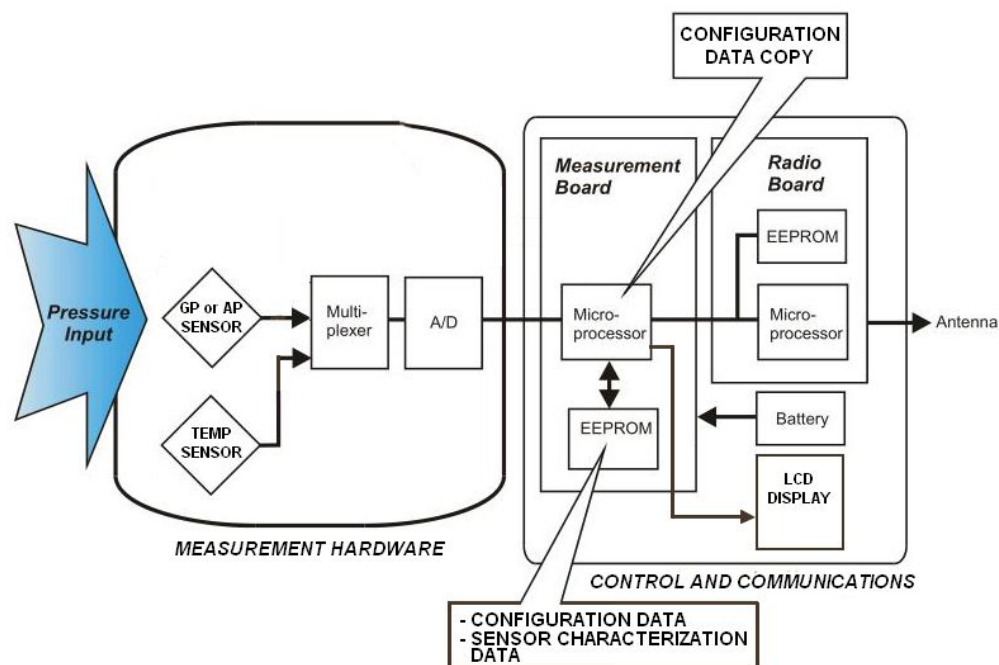 CONFIGURATION
DATA COPY
Measurement
Board
Radio
Board
EEPROM
Pressure
Input
GP or AP
SENSOR
Multi-
plexer
A/D
Micro-
processor
Micro-
processor
Antenna
TEMP
SENSOR
EEPROM
Battery
LCD
DISPLAY
MEASUREMENT HARDWARE
CONTROL AND COMMUNICATIONS
- CONFIGURATION DATA
- SENSOR CHARACTERIZATION
DATA